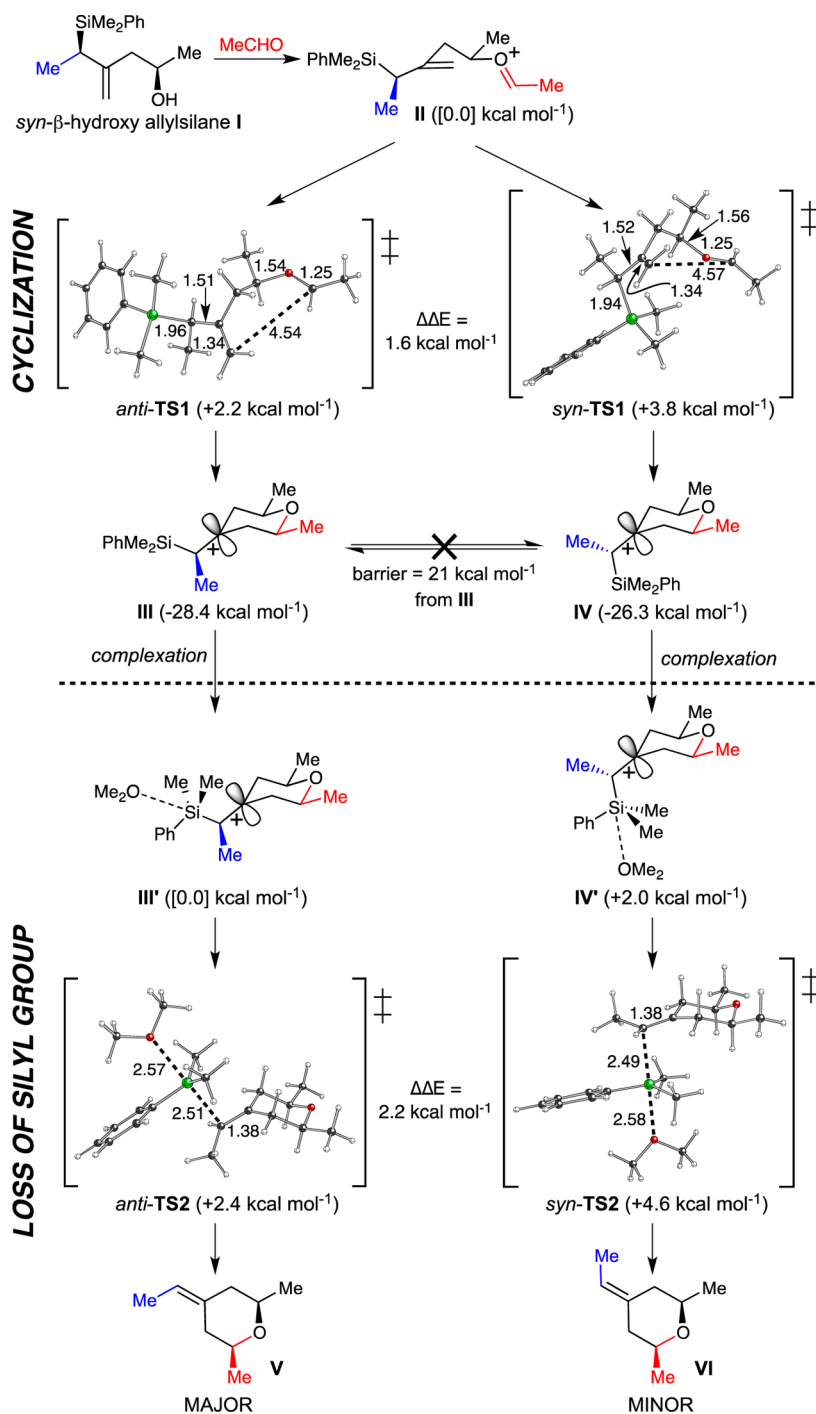 SiMe2Ph
Me
Me
OH
MeCHO
PhMe2Si
Me
O
+
Me
Me
syn-β-hydroxy allylsilane I
II ([0.0] kcal mol-1)
CYCLIZATION
‡
1.54
1.25
1.51
1.96
1.34
4.54
anti-TS1 (+2.2 kcal mol-1)
ΔΔE =
1.6 kcal mol-1
‡
1.52
1.56
1.25
4.57
1.94
1.34
syn-TS1 (+3.8 kcal mol-1)
Me
O
Me
PhMe2Si
+
Me
III (-28.4 kcal mol-1)
barrier = 21 kcal mol-1
from III
Me
O
Me
Me
+
SiMe2Ph
IV (-26.3 kcal mol-1)
complexation
complexation
Me
Me
Me2O
Si
Ph
+
Me
Me
O
Me
III' ([0.0] kcal mol-1)
Me
O
Me
Me
+
Si
Me
Me
Ph
OMe2
IV' (+2.0 kcal mol-1)
LOSS OF SILYL GROUP
‡
2.57
2.51
1.38
anti-TS2 (+2.4 kcal mol-1)
ΔΔE =
2.2 kcal mol-1
‡
1.38
2.49
2.58
syn-TS2 (+4.6 kcal mol-1)
Me
Me
O
Me
V
MAJOR
Me
Me
O
Me
VI
MINOR